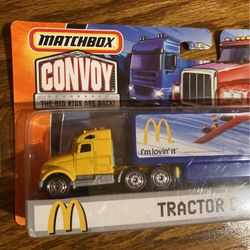 MATCHBOX
CONVOY
THE BIG RIGS ARE BACK!
i'm lovin' it
TRACTOR